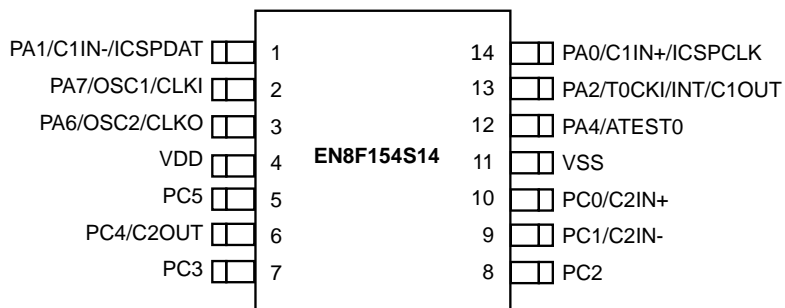 PA1/C1IN-/ICSPDAT 1 14 PA0/C1IN+/ICSPCLK
PA7/OSC1/CLKI 2 13 PA2/T0CKI/INT/C1OUT
PA6/OSC2/CLKO 3 12 PA4/ATEST0
VDD 4 EN8F154S14 11 VSS
PC5 5 10 PC0/C2IN+
PC4/C2OUT 6 9 PC1/C2IN-
PC3 7 8 PC2